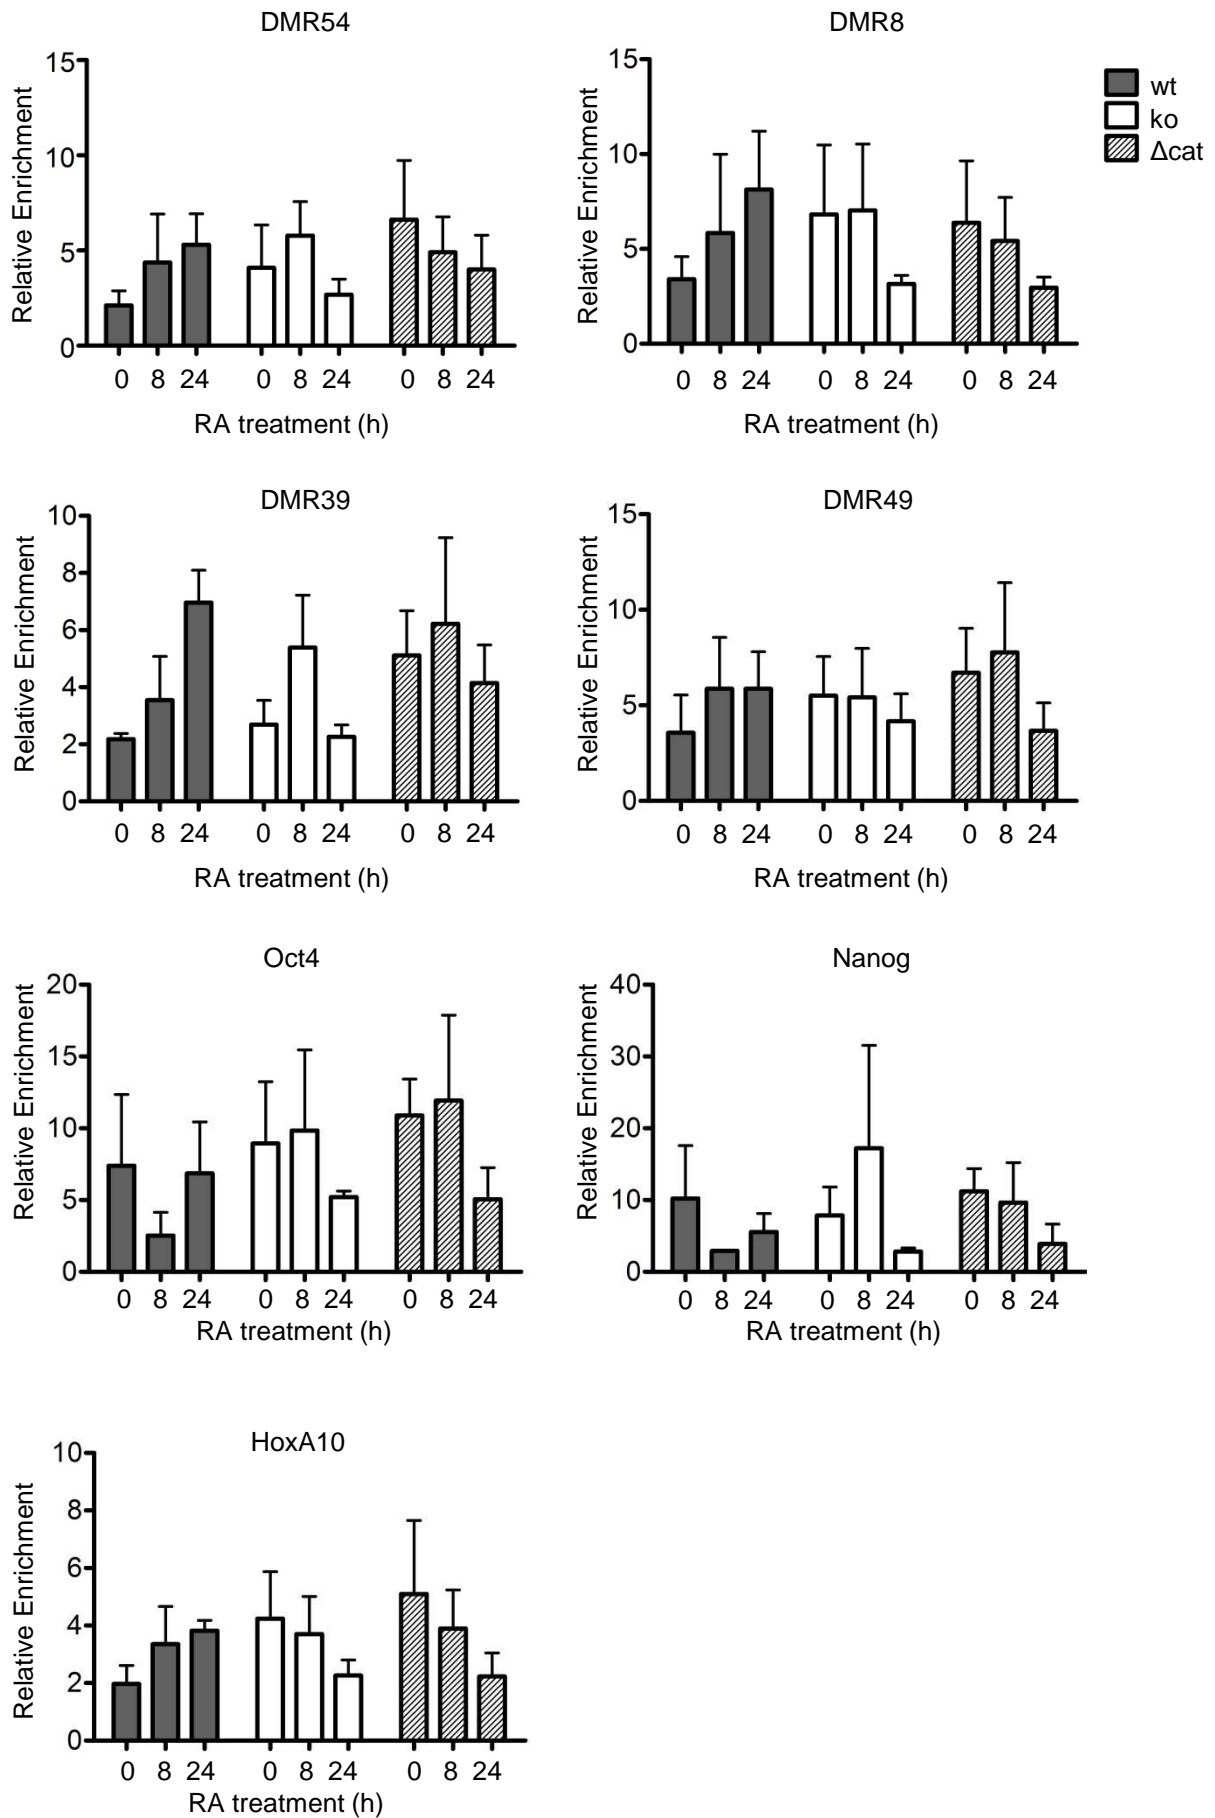 DMR54
Relative Enrichment
15
10
5
0
0 8 24 0 8 24 0 8 24
RA treatment (h)
DMR8
Relative Enrichment
15
10
5
0
0 8 24 0 8 24 0 8 24
RA treatment (h)
wt
ko
Δcat
DMR39
Relative Enrichment
10
8
6
4
2
0
0 8 24 0 8 24 0 8 24
RA treatment (h)
DMR49
Relative Enrichment
15
10
5
0
0 8 24 0 8 24 0 8 24
RA treatment (h)
Oct4
Relative Enrichment
20
15
10
5
0
0 8 24 0 8 24 0 8 24
RA treatment (h)
Nanog
Relative Enrichment
40
30
20
10
0
0 8 24 0 8 24 0 8 24
RA treatment (h)
HoxA10
Relative Enrichment
10
8
6
4
2
0
0 8 24 0 8 24 0 8 24
RA treatment (h)